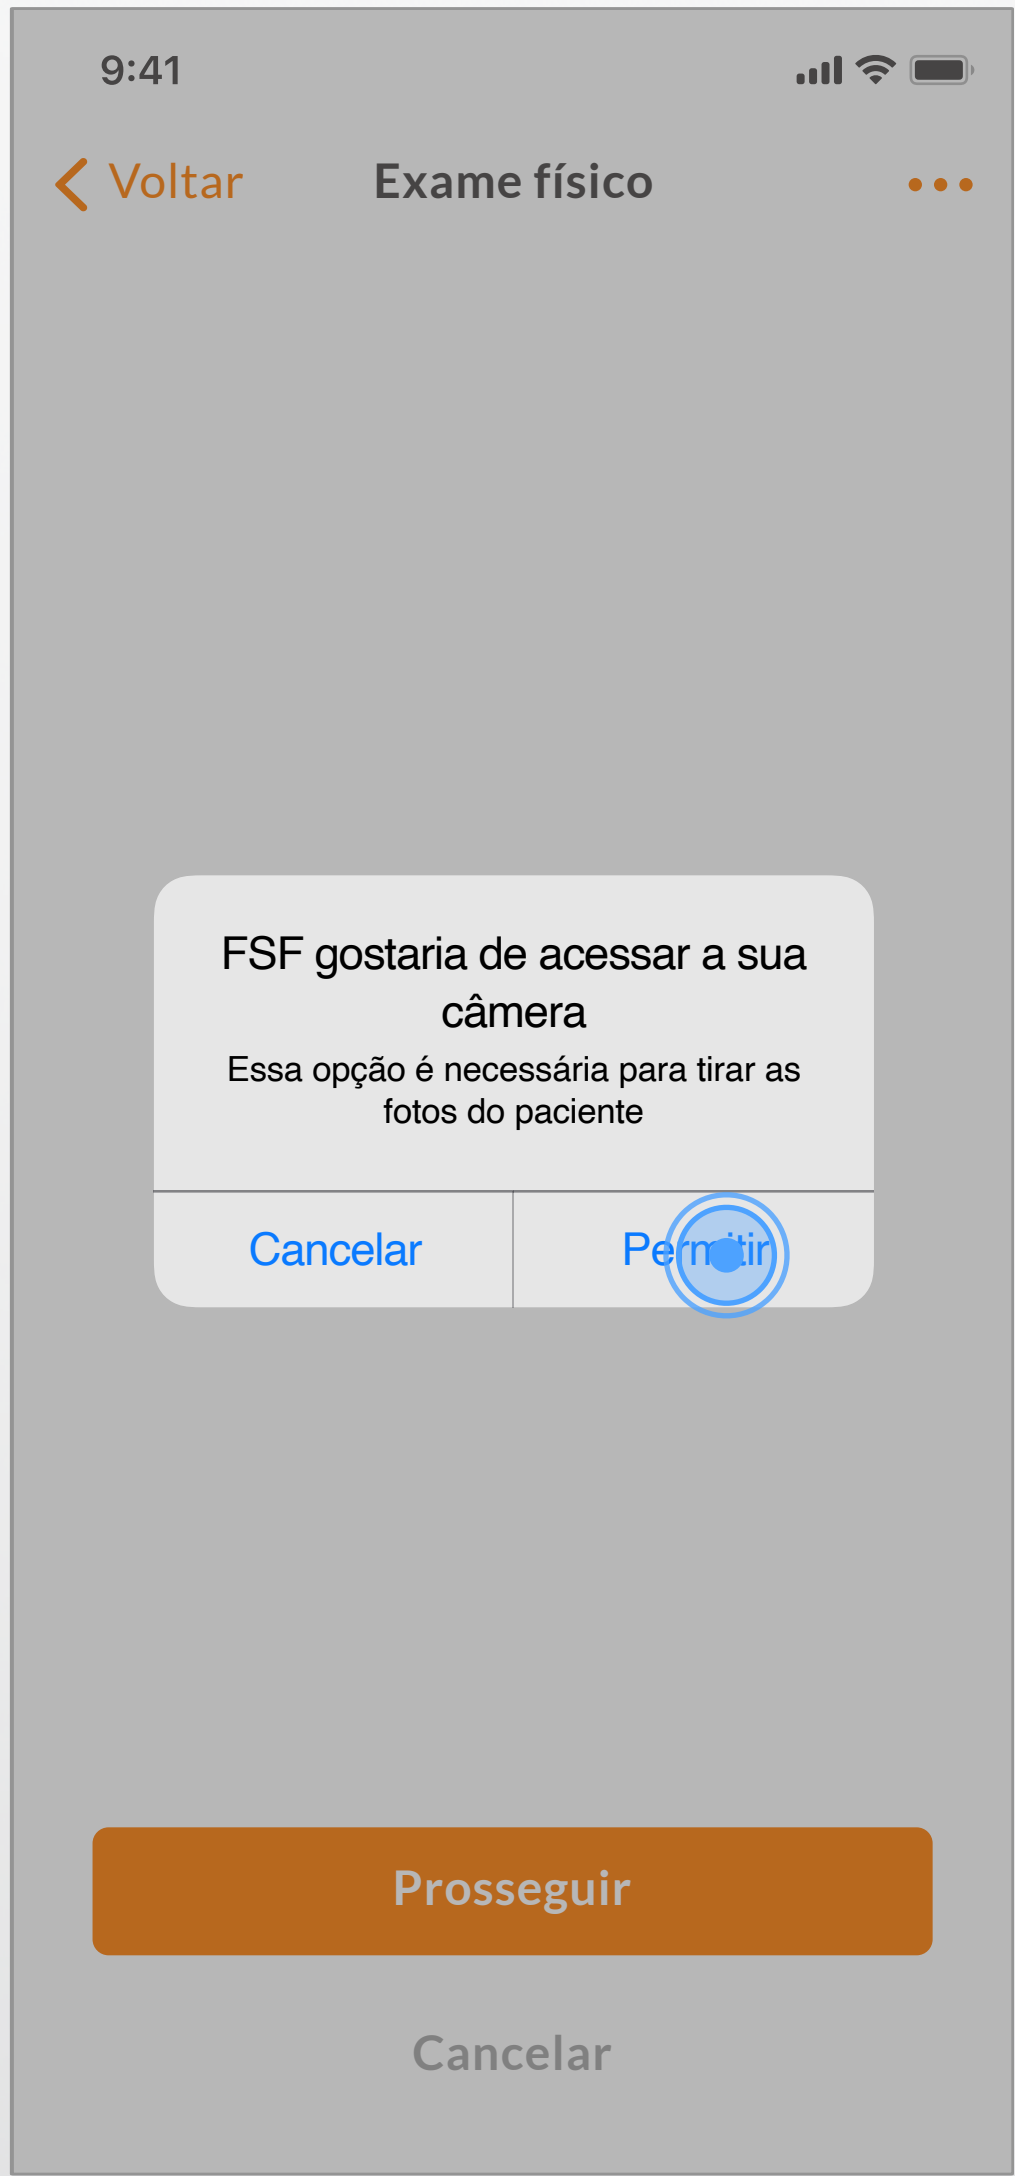 9:41
Voltar
Exame físico
FSF gostaria de acessar a sua
câmera
Essa opção é necessária para tirar as
fotos do paciente
Cancelar
Permitir
Prosseguir
Cancelar